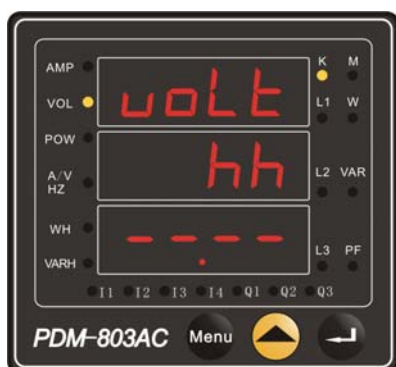 AMP
VOL
POW
A/V
HZ
WH
VARH
uoLt
hh
----.
K M
L1 W
L2 VAR
L3 PF
I1 I2 I3 I4 Q1 Q2 Q3
PDM-803AC Menu